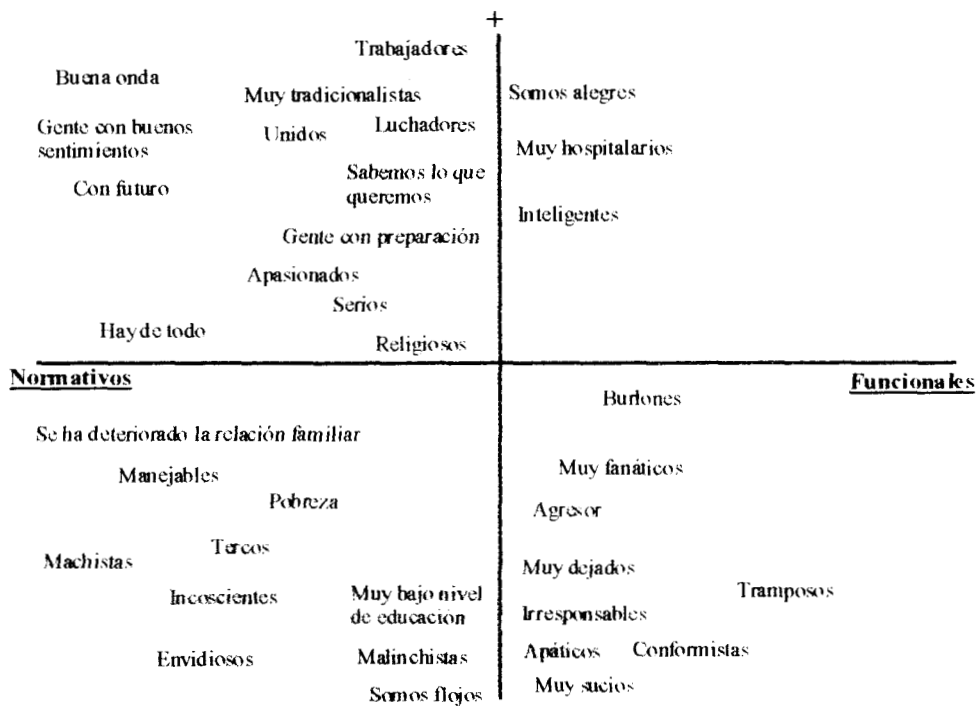 +
Trabajadores
Buena onda
Muy tradicionalistas
Somos alegres
Gente con buenos
sentimientos
Unidos
Luchadores
Muy hospitalarios
Con futuro
Sabemos lo que
queremos
Inteligentes
Gente con preparación
Apasionados
Serios
Hay de todo
Religiosos
Normativos
Funcionales
Burlones
Se ha deteriorado la relación familiar
Manejables
Muy fanáticos
Pobreza
Agresor
Tercos
Machistas
Muy dejados
Tramposos
Incoscientes
Muy bajo nivel
de educación
Irresponsables
Envidiosos
Malinchistas
Apáticos
Conformistas
Somos flojos
Muy sucios